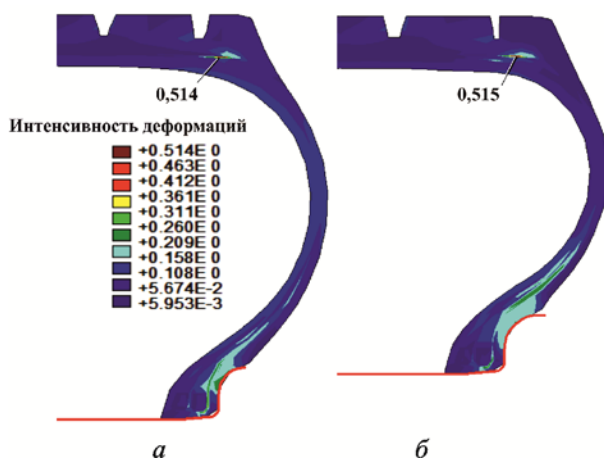 0,514
0,515
Интенсивность деформаций
+0.514E 0
+0.463E 0
+0.412E 0
+0.361E 0
+0.311E 0
+0.260E 0
+0.209E 0
+0.158E 0
+0.108E 0
+5.674E-2
+5.953E-3
а
б